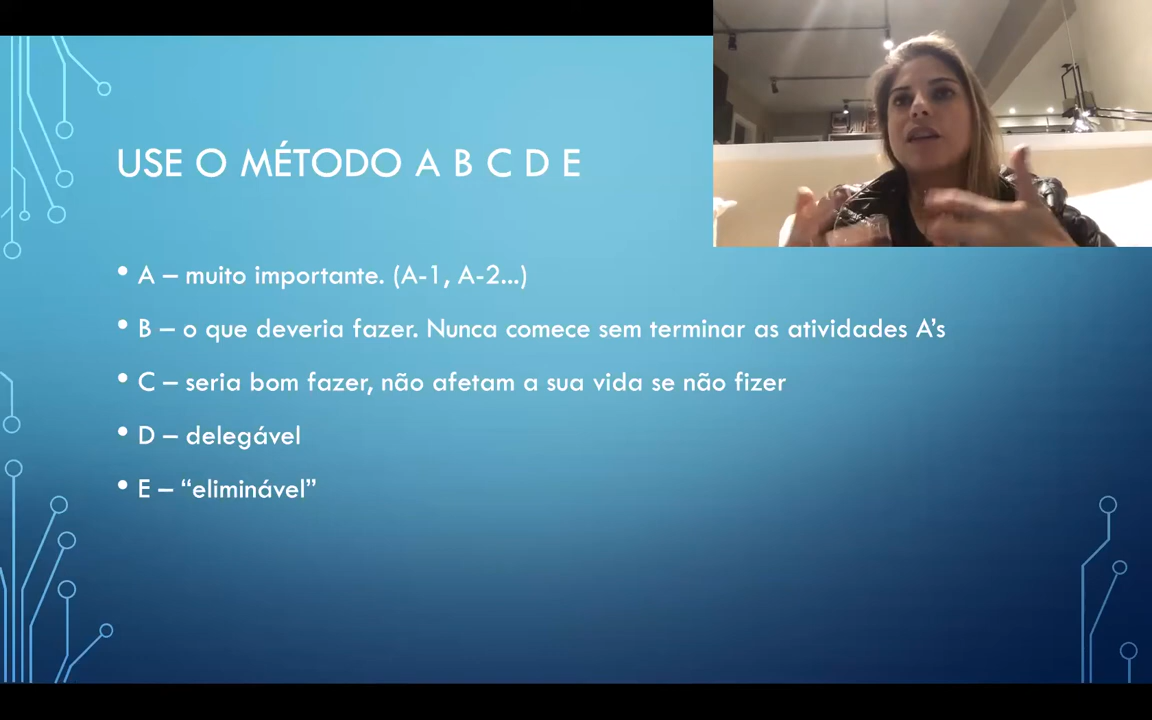 USE O MÉTODO A B C D E
• A – muito importante. (A-1, A-2...)
• B – o que deveria fazer. Nunca comece sem terminar as atividades A’s
• C – seria bom fazer, não afetam a sua vida se não fizer
• D – delegável
• E – “eliminável”